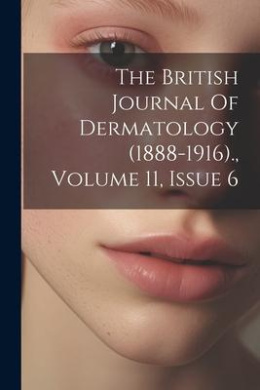 The British
Journal Of
Dermatology
(1888-1916).,
Volume 11, Issue 6